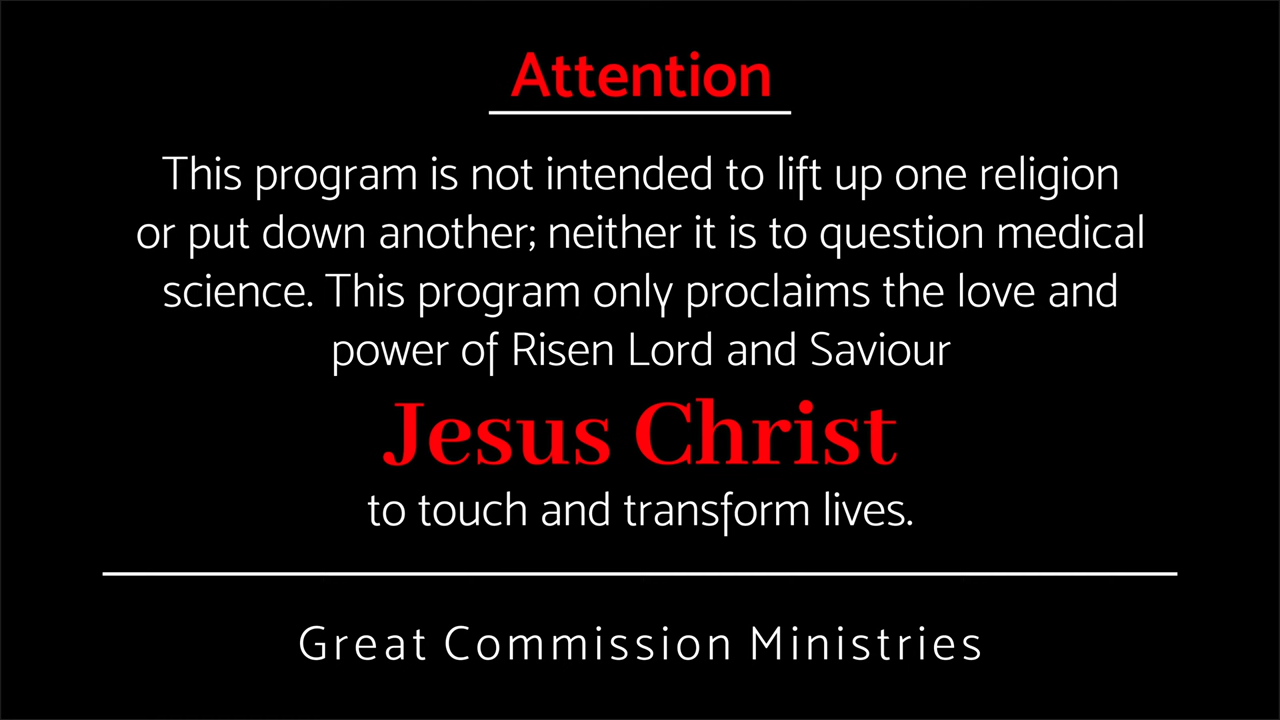 Attention
This program is not intended to lift up one religion
or put down another; neither it is to question medical
science. This program only proclaims the love and
power of Risen Lord and Saviour
Jesus Christ
to touch and transform lives.
Great Commission Ministries